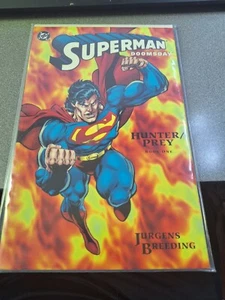 DC
SUPERMAN
DOOMSDAY
HUNTER/
PREY
BOOK ONE
JURGENS
BREEDING